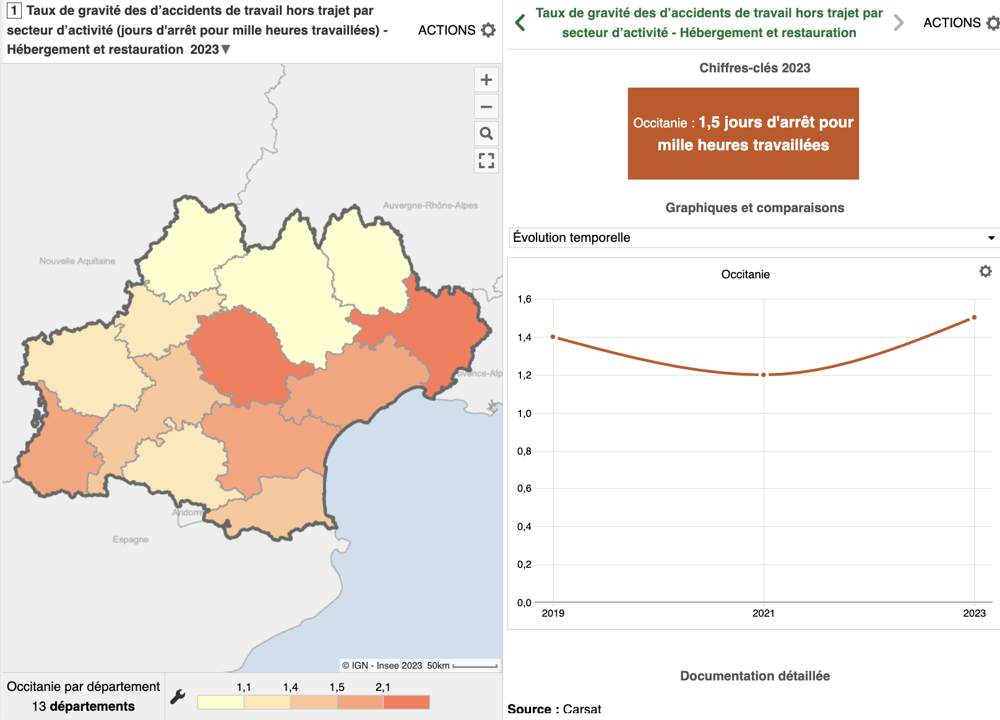 1 Taux de gravité des d’accidents de travail hors trajet par
secteur d’activité (jours d'arrêt pour mille heures travaillées) -
Hébergement et restauration 2023▼
ACTIONS
Auvergne-Rhône-Alpes
Nouvelle Aquitaine
ovence-Alp
Andorre
Espagne
© IGN - Insee 2023 50km
Occitanie par département
13 départements
1,1 1,4 1,5 2,1
Taux de gravité des d’accidents de travail hors trajet par
secteur d’activité - Hébergement et restauration
ACTIONS
Chiffres-clés 2023
Occitanie : 1,5 jours d'arrêt pour
mille heures travaillées
Graphiques et comparaisons
Évolution temporelle
Occitanie
1,6
1,4
1,2
1,0
0,8
0,6
0,4
0,2
0,0
2019 2021 2023
Documentation détaillée
Source : Carsat